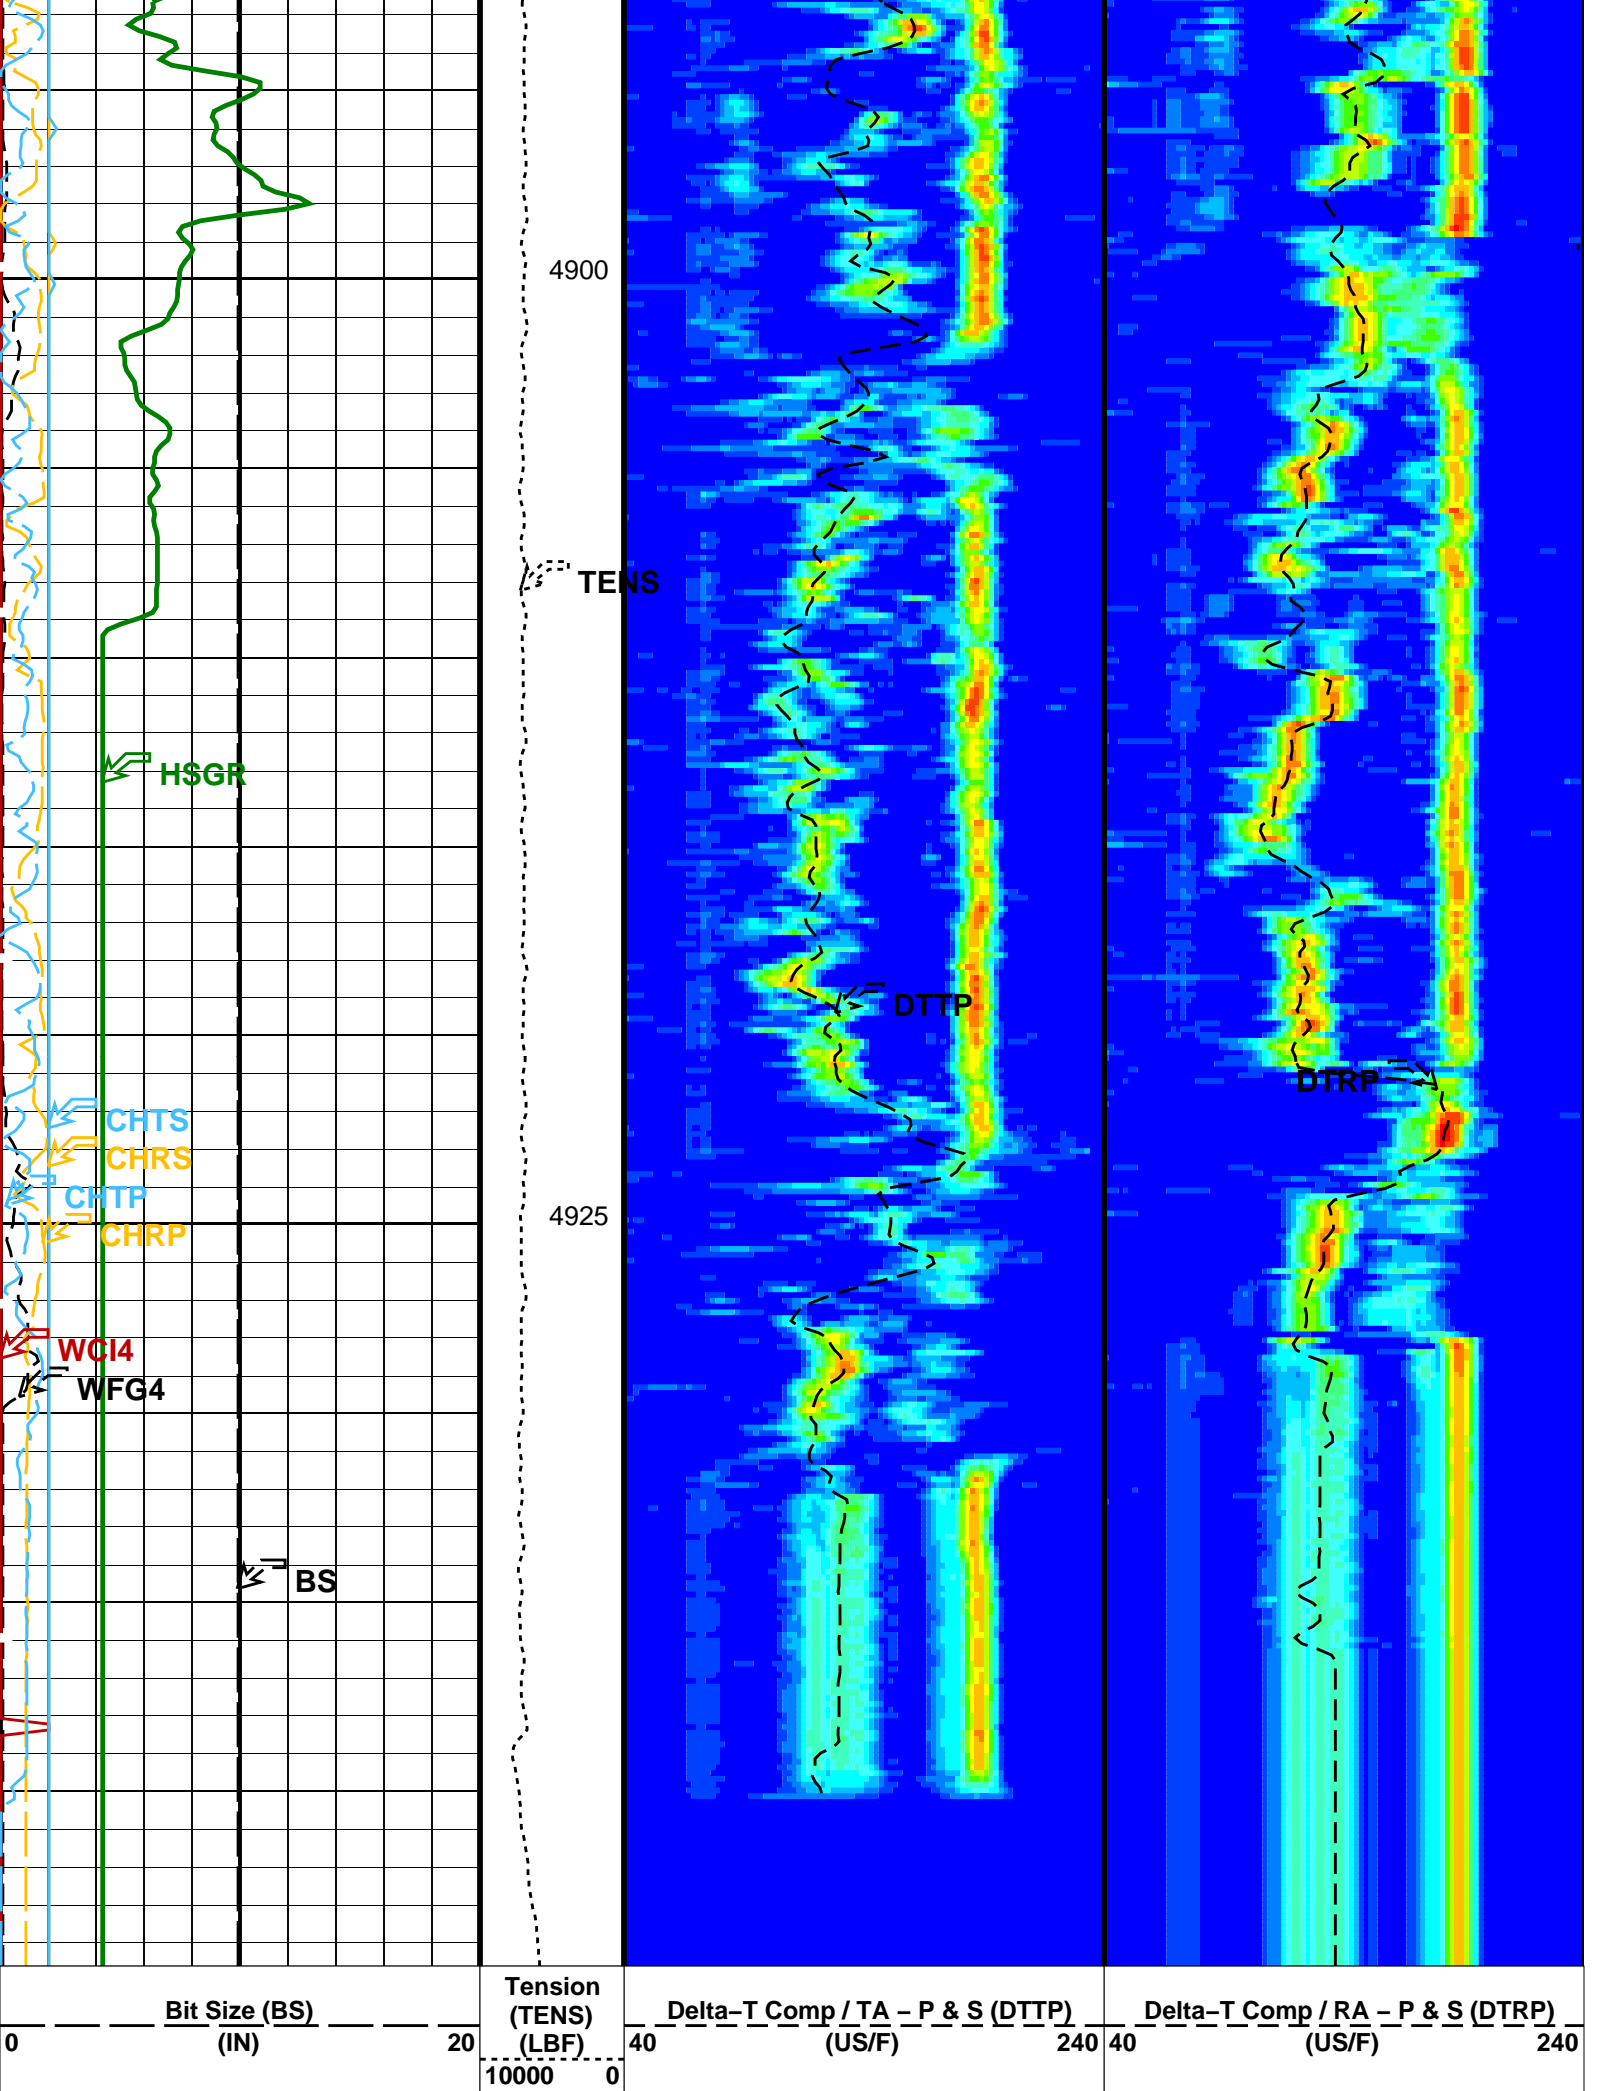 4900
TENS
HSGR
DTTP
DTRP
CHTS
CHRS
CHTP
4925
CHRP
WCI4
WFG4
BS
Bit Size (BS)
(IN)
0 20
Tension
(TENS)
(LBF)
10000 0
Delta–T Comp / TA – P & S (DTTP)
(US/F)
40 240
Delta–T Comp / RA – P & S (DTRP)
(US/F)
40 240